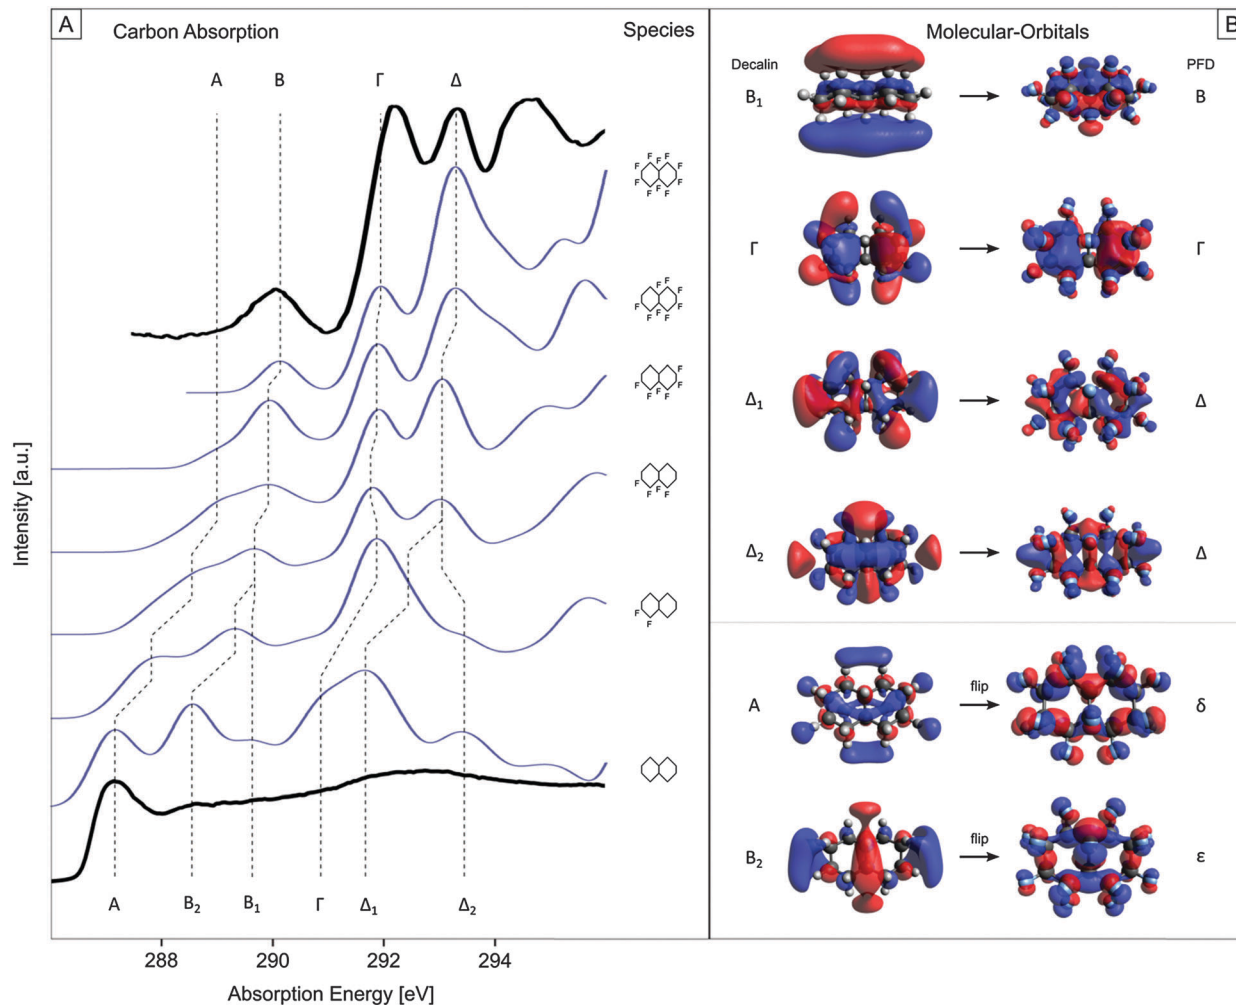 A
Carbon Absorption
Species
A
B
Γ
Δ
F F F F
F F
F F F F
F F
F F
F F F
F
F
F F F
F
F F
F
Intensity [a.u.]
A
B₂
B₁
Γ
Δ₁
Δ₂
288
290
292
294
Absorption Energy [eV]
B
Molecular-Orbitals
Decalin
PFD
B₁
B
Γ
Γ
Δ₁
Δ
Δ₂
Δ
A
flip
δ
B₂
flip
ε